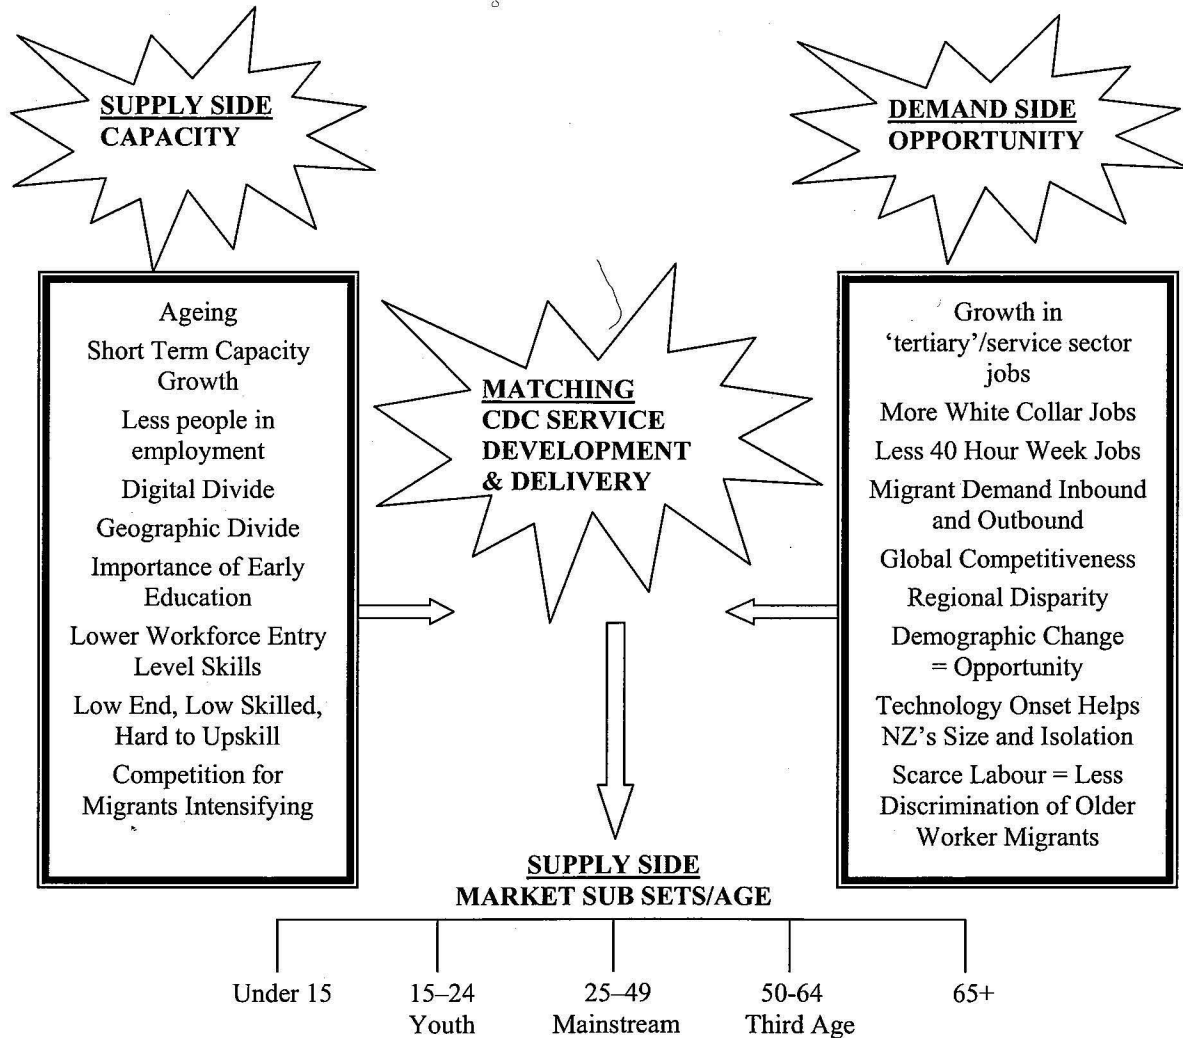 SUPPLY SIDE
CAPACITY
DEMAND SIDE
OPPORTUNITY
Ageing
Short Term Capacity
Growth
Less people in
employment
Digital Divide
Geographic Divide
Importance of Early
Education
Lower Workforce Entry
Level Skills
Low End, Low Skilled,
Hard to Upskill
Competition for
Migrants Intensifying
MATCHING
CDC SERVICE
DEVELOPMENT
& DELIVERY
Growth in
‘tertiary’/service sector
jobs
More White Collar Jobs
Less 40 Hour Week Jobs
Migrant Demand Inbound
and Outbound
Global Competitiveness
Regional Disparity
Demographic Change
= Opportunity
Technology Onset Helps
NZ’s Size and Isolation
Scarce Labour = Less
Discrimination of Older
Worker Migrants
SUPPLY SIDE
MARKET SUB SETS/AGE
Under 15
15–24
Youth
25–49
Mainstream
50-64
Third Age
65+